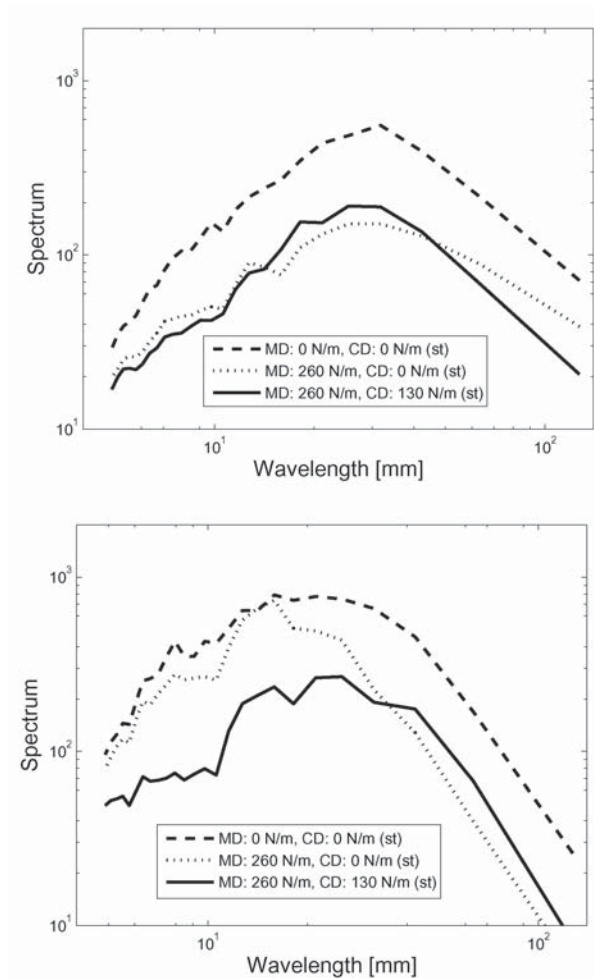 10³
10²
10¹
Spectrum
MD: 0 N/m, CD: 0 N/m (st)
MD: 260 N/m, CD: 0 N/m (st)
MD: 260 N/m, CD: 130 N/m (st)
10¹
10²
Wavelength [mm]
10³
10²
10¹
Spectrum
MD: 0 N/m, CD: 0 N/m (st)
MD: 260 N/m, CD: 0 N/m (st)
MD: 260 N/m, CD: 130 N/m (st)
10¹
10²
Wavelength [mm]